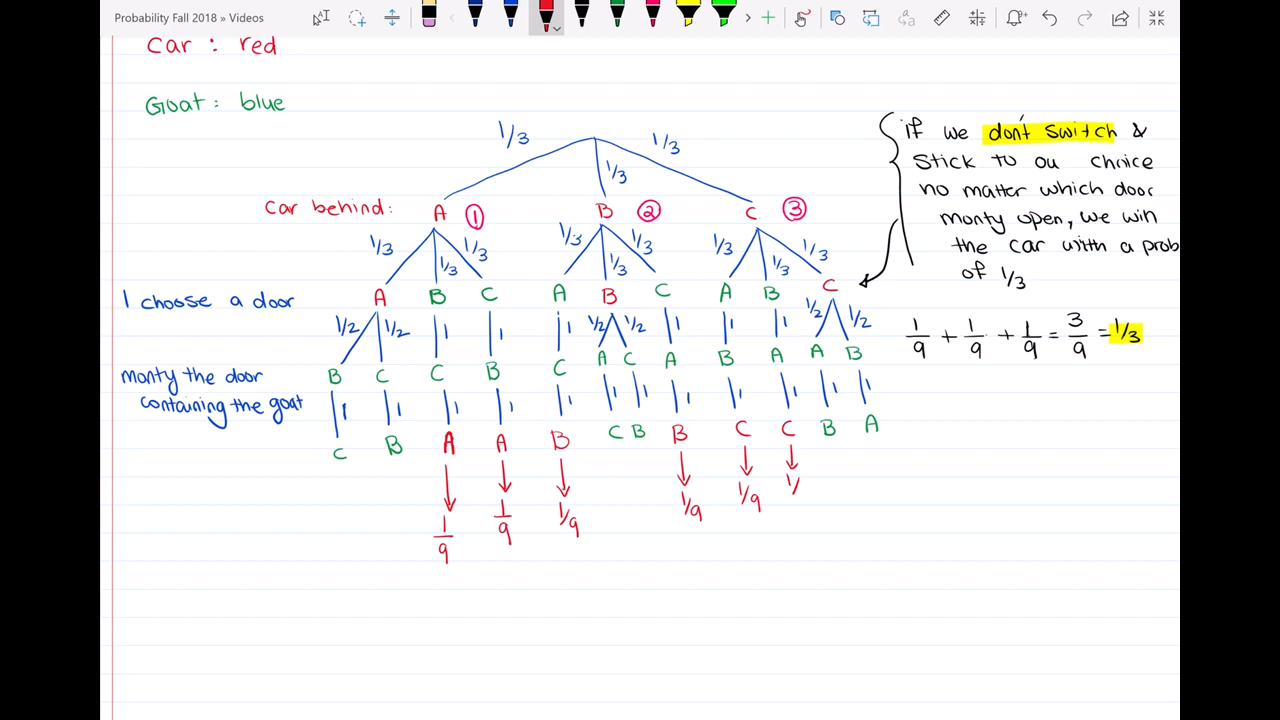 Probability Fall 2018 » Videos
Car : red
Goat : blue
1/3 1/3 1/3
Car behind: A ① B ② C ③
1/3 1/3 1/3 1/3 1/3 1/3 1/3 1/3 1/3
I choose a door A B C A B C A B C
1/2 1/2 1 1 1 1/2 1/2 1 1 1 1/2 1/2
monty the door B C C B C A C A B A A B
containing the goat 1 1 1 1 1 1 1 1 1 1 1 1
C B A A B C B B C C B A
1/9 1/9 1/9 1/9 1/9 1/
if we don't switch &
Stick to ou choice
no matter which door
monty open, we win
the car with a prob
of 1/3
1/9 + 1/9 + 1/9 = 3/9 = 1/3